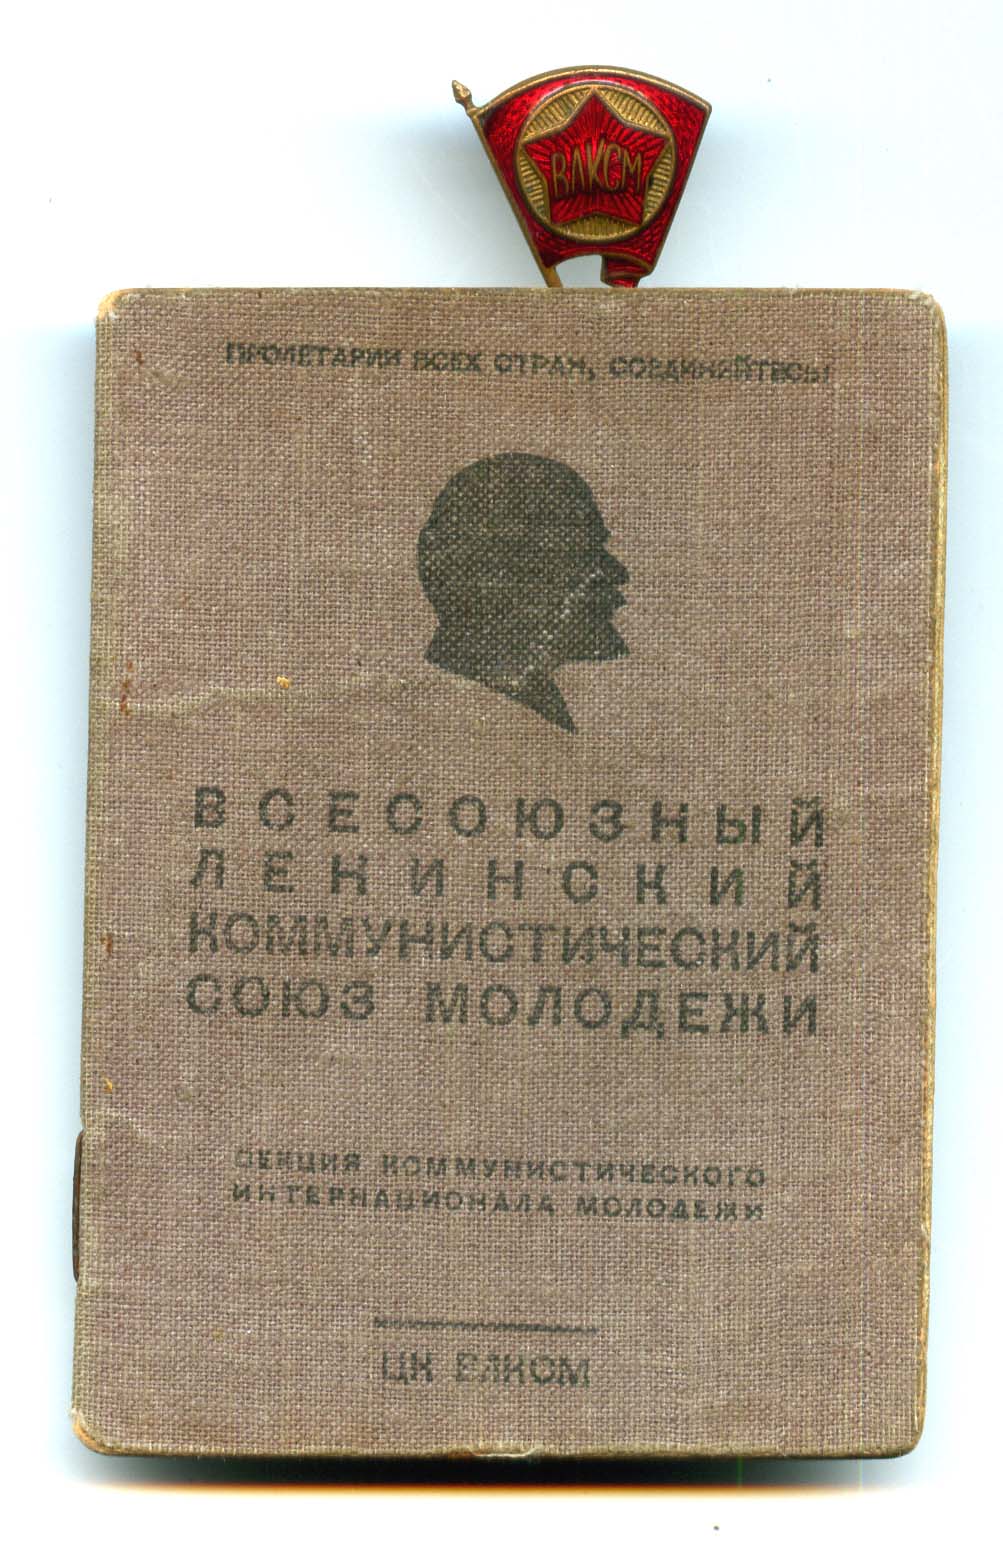 ВЛКСМ
ПРОЛЕТАРИИ ВСЕХ СТРАН, СОЕДИНЯЙТЕСЬ!
ВСЕСОЮЗНЫЙ
ЛЕНИНСКИЙ
КОММУНИСТИЧЕСКИЙ
СОЮЗ МОЛОДЕЖИ
СЕКЦИЯ КОММУНИСТИЧЕСКОГО
ИНТЕРНАЦИОНАЛА МОЛОДЕЖИ
ЦК ВЛКСМ